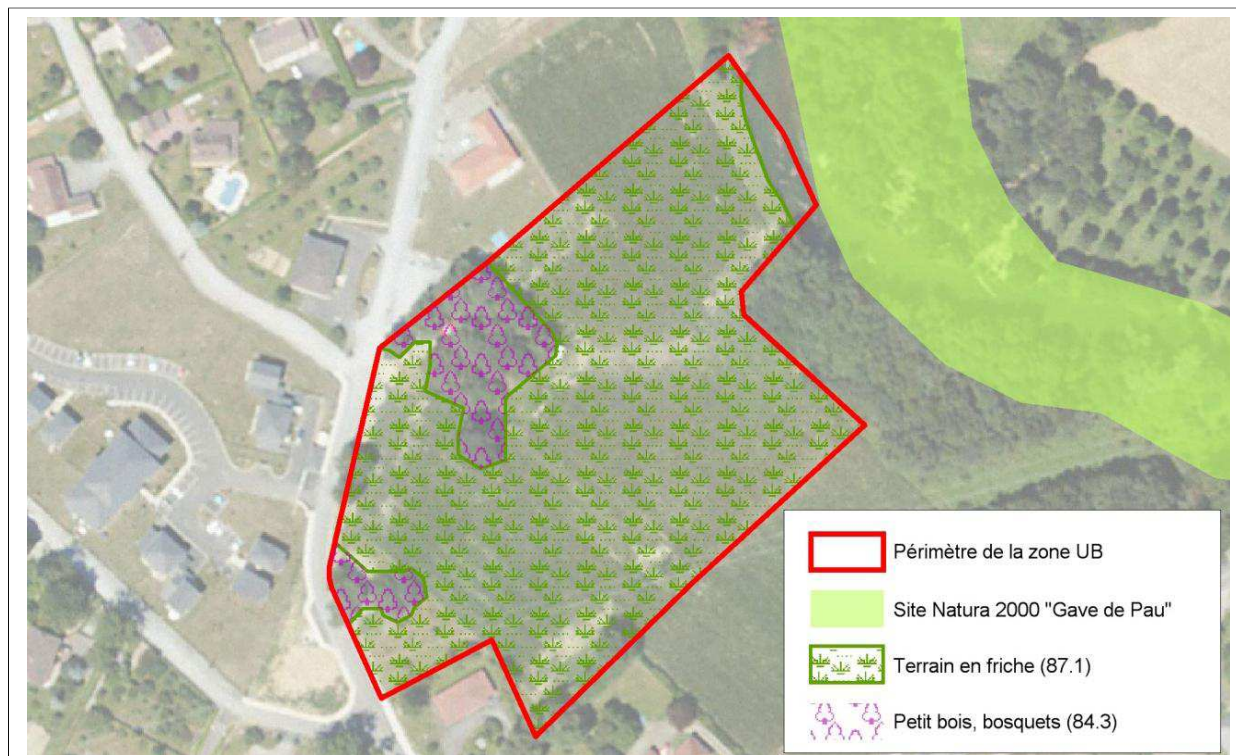 Périmètre de la zone UB
Site Natura 2000 "Gave de Pau"
Terrain en friche (87.1)
Petit bois, bosquets (84.3)